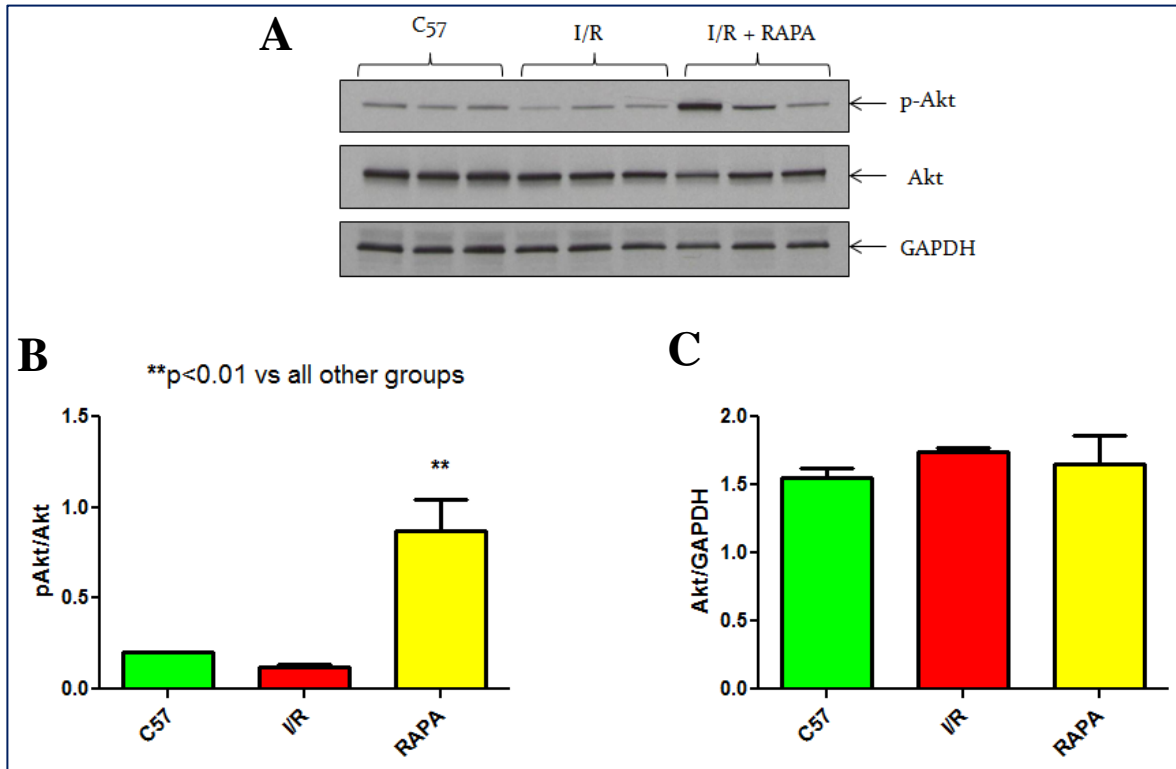 A
C57
I/R
I/R + RAPA
p-Akt
Akt
GAPDH
B
**p<0.01 vs all other groups
pAkt/Akt
1.5
1.0
0.5
0.0
**
C57
I/R
RAPA
C
Akt/GAPDH
2.0
1.5
1.0
0.5
0.0
C57
I/R
RAPA